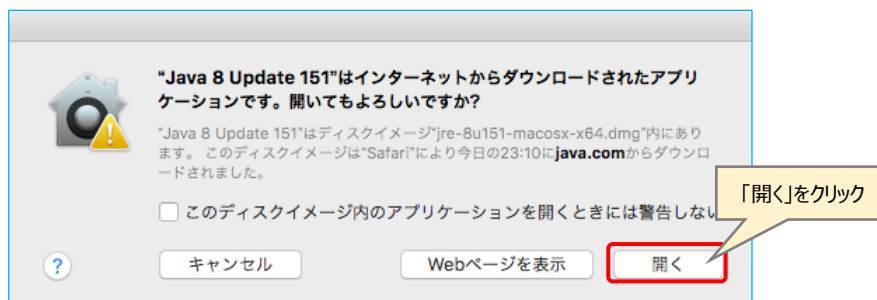 “Java 8 Update 151”はインターネットからダウンロードされたアプリ
ケーションです。開いてもよろしいですか?
“Java 8 Update 151”はディスクイメージ“jre-8u151-macosx-x64.dmg”内にあり
ます。 このディスクイメージは“Safari”により今日の23:10にjava.comからダウンロ
ードされました。
「開く」をクリック
このディスクイメージ内のアプリケーションを開くときには警告しない
?
キャンセル
Webページを表示
開く